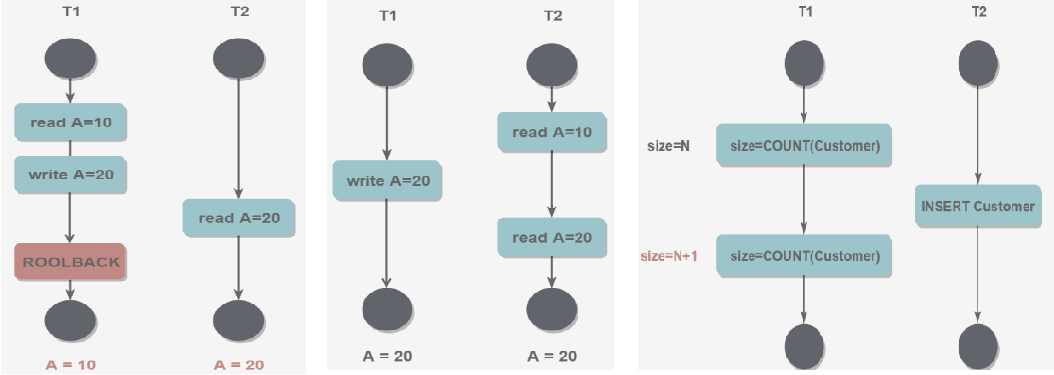 T1
T2
read A=10
write A=20
read A=20
ROOLBACK
A = 10
A = 20
T1
T2
read A=10
write A=20
read A=20
A = 20
A = 20
T1
T2
size=N
size=COUNT(Customer)
INSERT Customer
size=N+1
size=COUNT(Customer)